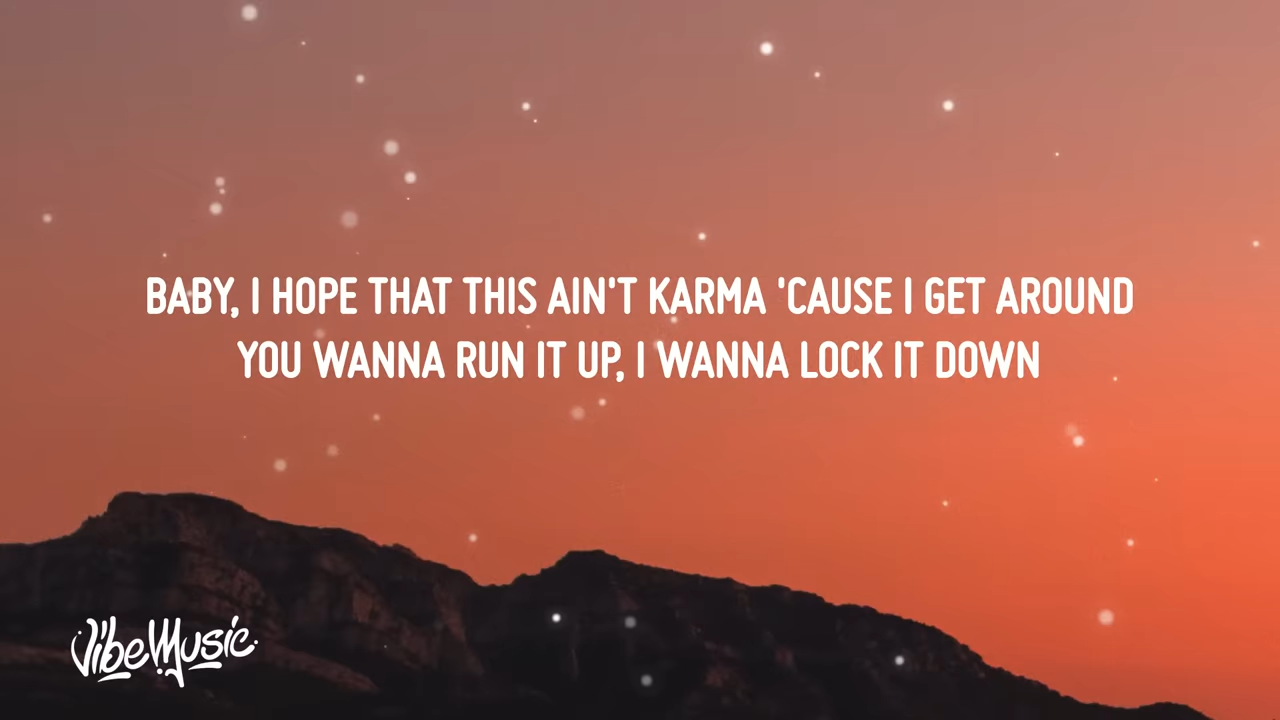 BABY, I HOPE THAT THIS AIN'T KARMA 'CAUSE I GET AROUND
YOU WANNA RUN IT UP, I WANNA LOCK IT DOWN
VibeMusic